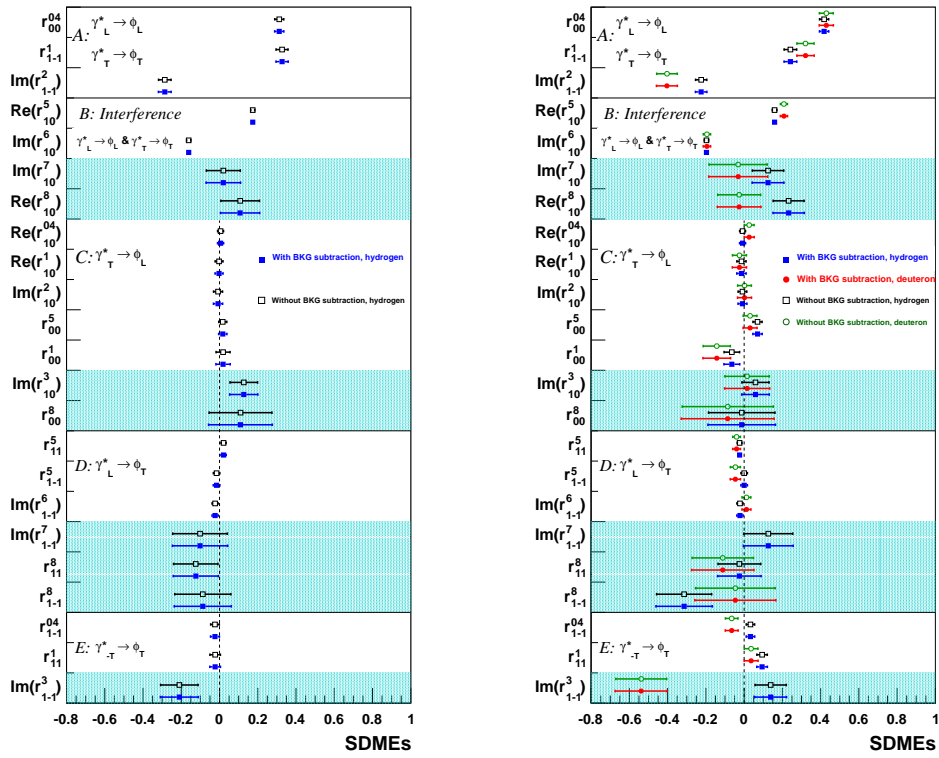 A: γ*_L → ϕ_L
γ*_T → ϕ_T
B: Interference
γ*_L → ϕ_L & γ*_T → ϕ_T
C: γ*_T → ϕ_L
D: γ*_L → ϕ_T
E: γ*_-T → ϕ_T
r^04_00
r^1_1-1
Im(r^2_1-1)
Re(r^5_10)
Im(r^6_10)
Im(r^7_10)
Re(r^8_10)
Re(r^04_10)
Re(r^1_10)
Im(r^2_10)
r^5_00
r^1_00
Im(r^3_10)
r^8_00
r^5_11
r^5_1-1
Im(r^6_1-1)
Im(r^7_1-1)
r^8_11
r^8_1-1
r^04_1-1
r^1_11
Im(r^3_1-1)
With BKG subtraction, hydrogen
Without BKG subtraction, hydrogen
-0.8 -0.6 -0.4 -0.2 0 0.2 0.4 0.6 0.8 1
SDMEs
A: γ*_L → ϕ_L
γ*_T → ϕ_T
B: Interference
γ*_L → ϕ_L & γ*_T → ϕ_T
C: γ*_T → ϕ_L
D: γ*_L → ϕ_T
E: γ*_-T → ϕ_T
r^04_00
r^1_1-1
Im(r^2_1-1)
Re(r^5_10)
Im(r^6_10)
Im(r^7_10)
Re(r^8_10)
Re(r^04_10)
Re(r^1_10)
Im(r^2_10)
r^5_00
r^1_00
Im(r^3_10)
r^8_00
r^5_11
r^5_1-1
Im(r^6_1-1)
Im(r^7_1-1)
r^8_11
r^8_1-1
r^04_1-1
r^1_11
Im(r^3_1-1)
With BKG subtraction, hydrogen
With BKG subtraction, deuteron
Without BKG subtraction, hydrogen
Without BKG subtraction, deuteron
-0.8 -0.6 -0.4 -0.2 0 0.2 0.4 0.6 0.8 1
SDMEs